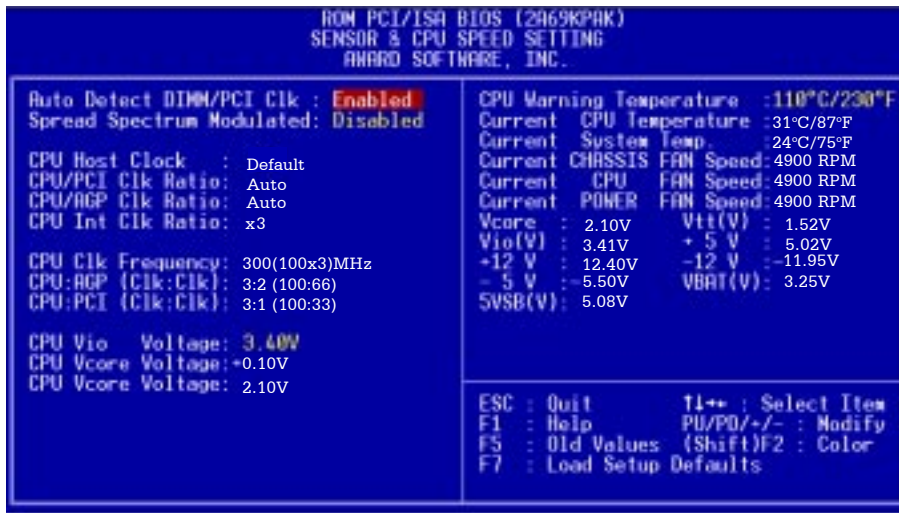 ROM PCI/ISA BIOS (2A69KPAK)
SENSOR & CPU SPEED SETTING
AWARD SOFTWARE, INC.
Auto Detect DIMM/PCI Clk : Enabled
Spread Spectrum Modulated: Disabled
CPU Host Clock : Default
CPU/PCI Clk Ratio: Auto
CPU/AGP Clk Ratio: Auto
CPU Int Clk Ratio: x3
CPU Clk Frequency: 300(100x3)MHz
CPU:AGP (Clk:Clk): 3:2 (100:66)
CPU:PCI (Clk:Clk): 3:1 (100:33)
CPU Vio Voltage: 3.40V
CPU Vcore Voltage:+0.10V
CPU Vcore Voltage: 2.10V
CPU Warning Temperature :110°C/230°F
Current CPU Temperature :31°C/87°F
Current System Temp. :24°C/75°F
Current CHASSIS FAN Speed:4900 RPM
Current CPU FAN Speed:4900 RPM
Current POWER FAN Speed:4900 RPM
Vcore : 2.10V Vtt(V) : 1.52V
Vio(V) : 3.41V + 5 V : 5.02V
+12 V : 12.40V -12 V :-11.95V
- 5 V :-5.50V VBAT(V): 3.25V
5VSB(V): 5.08V
ESC : Quit ↑↓→← : Select Item
F1 : Help PU/PD/+/- : Modify
F5 : Old Values (Shift)F2 : Color
F7 : Load Setup Defaults